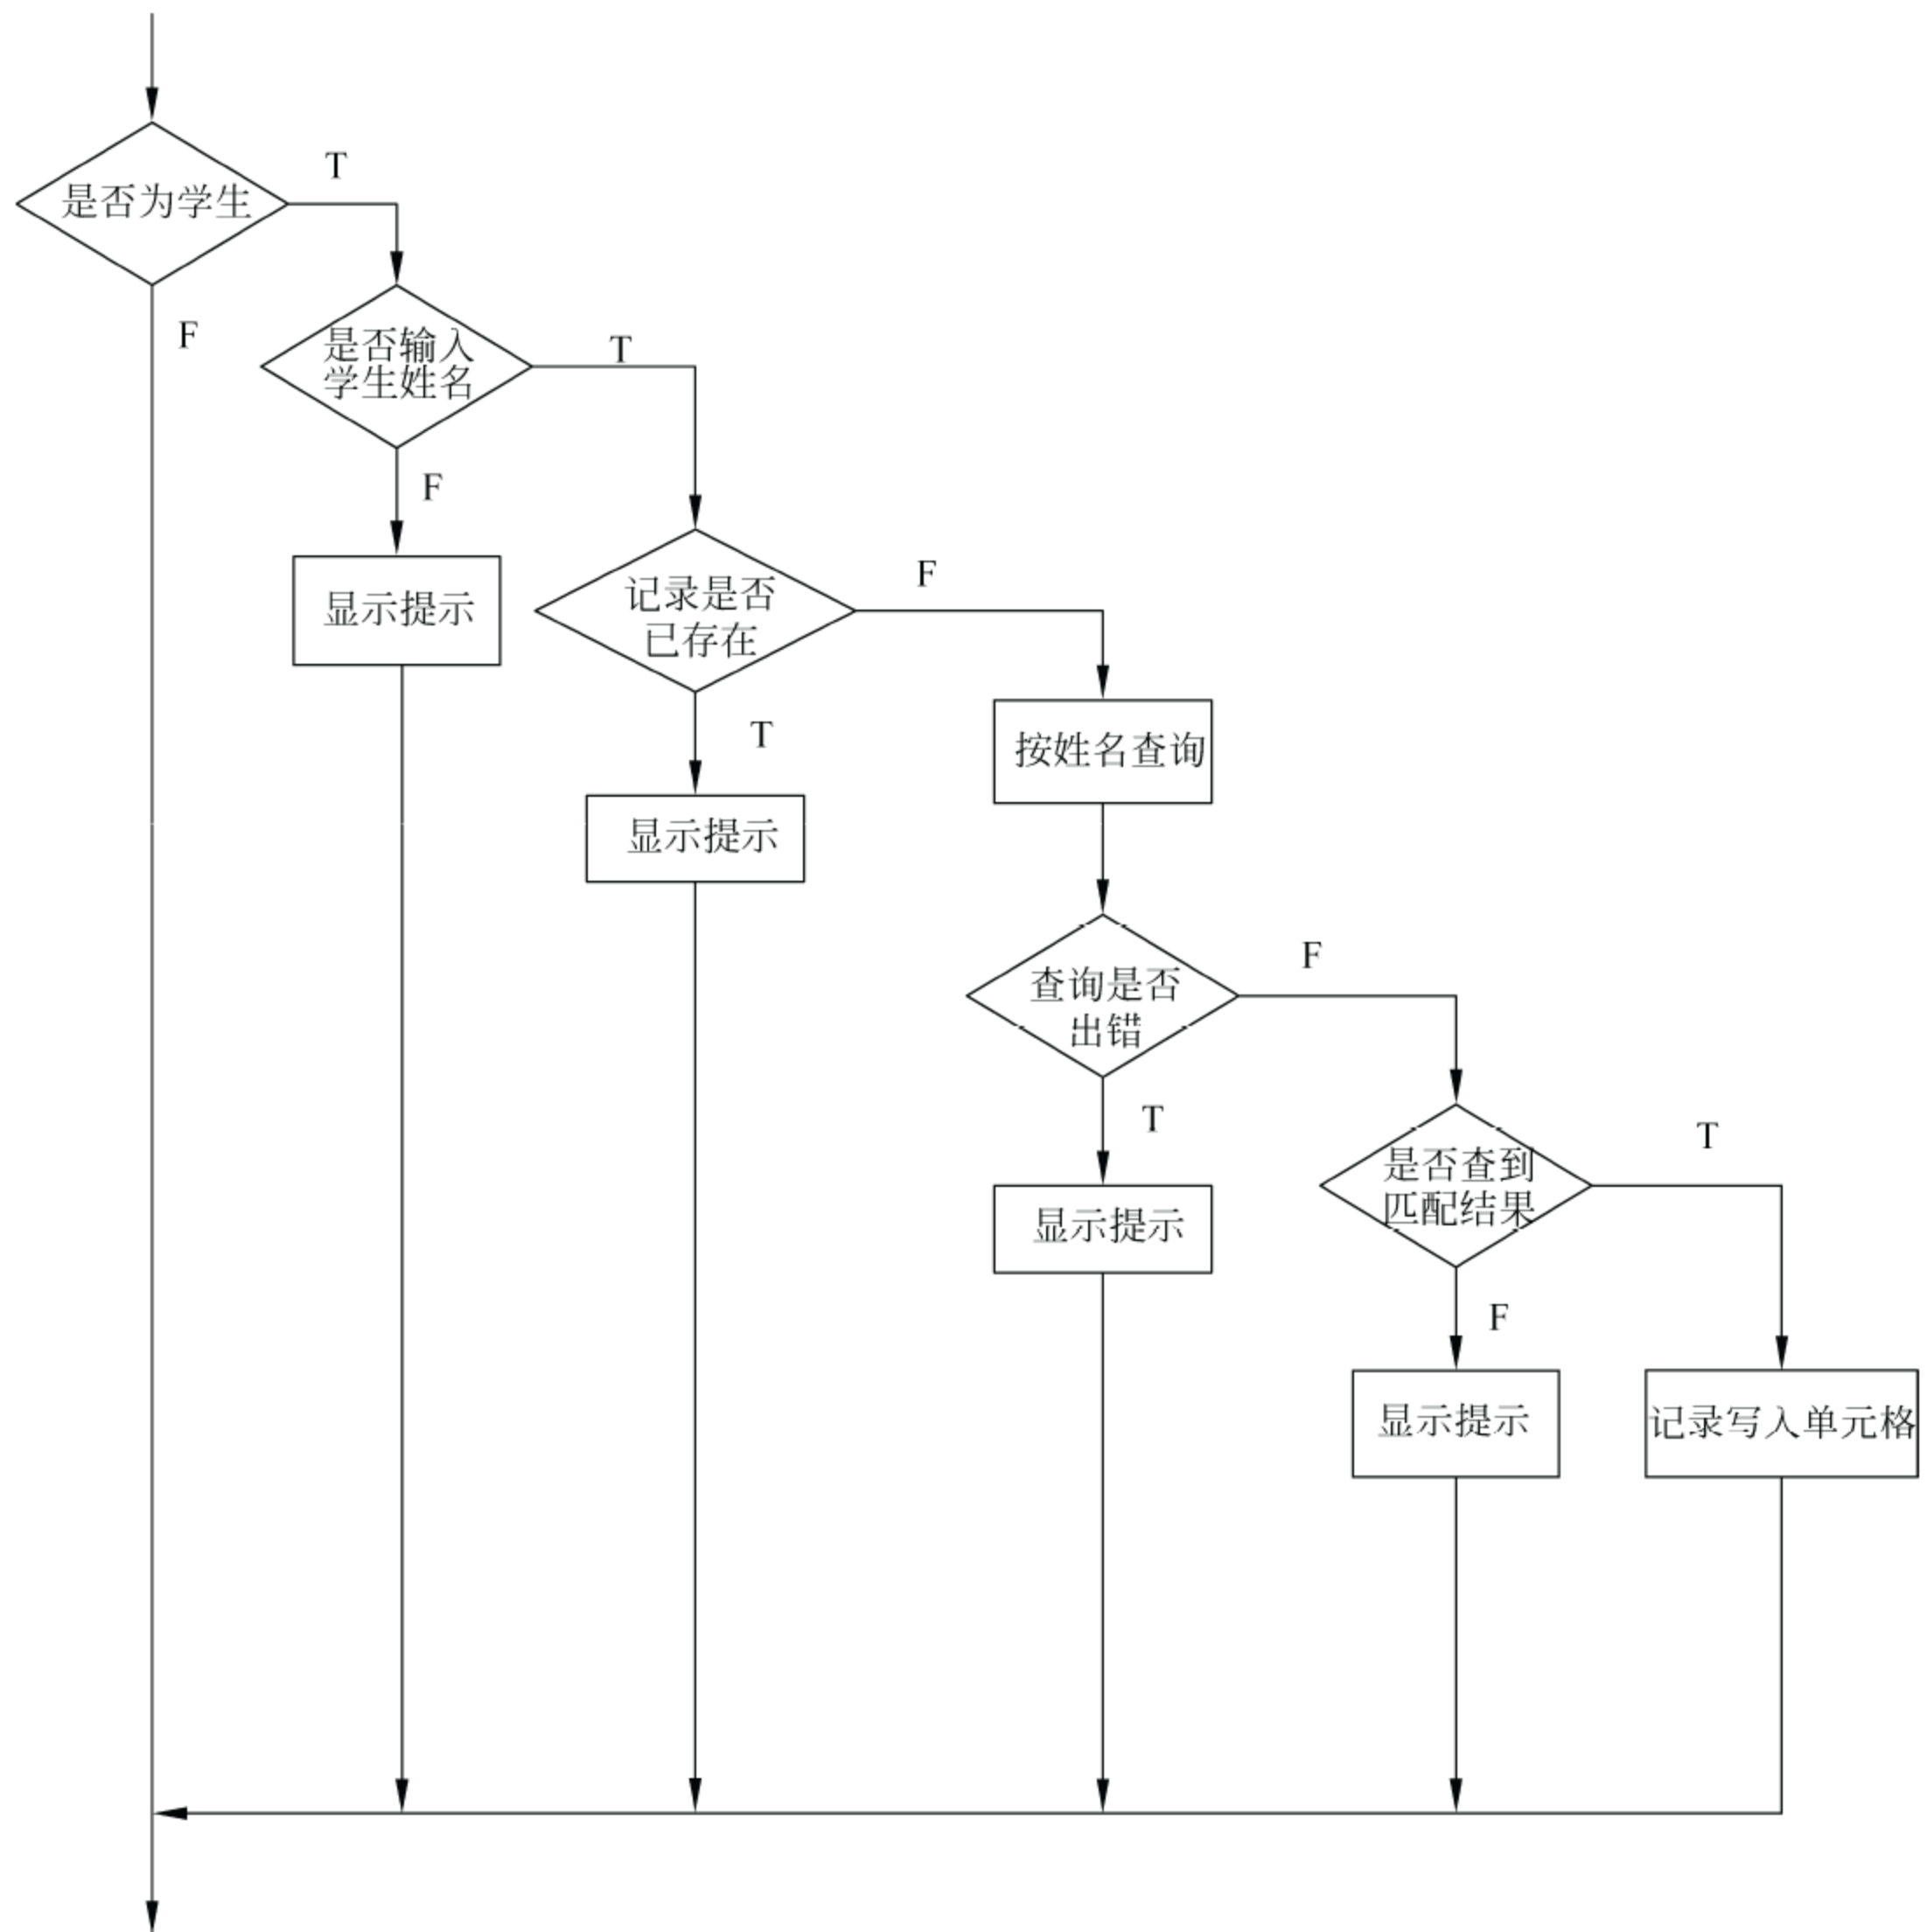 T
是否为学生
F
是否输入
学生姓名
T
F
显示提示
记录是否
已存在
F
T
显示提示
按姓名查询
查询是否
出错
F
T
显示提示
是否查到
匹配结果
T
F
显示提示
记录写入单元格